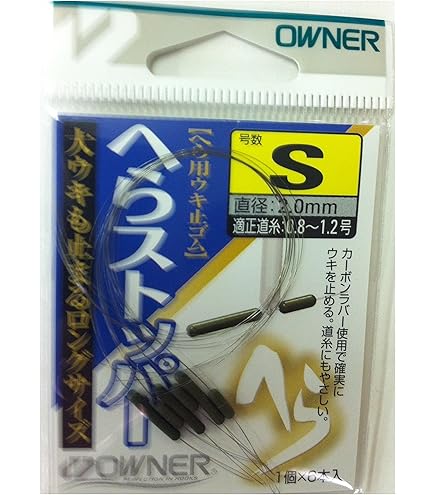 OWNER
号数
S
直径:2.0mm
適正道糸:0.8〜1.2号
【へら用ウキ止ゴム】
へらストッパー
大ウキも止まるロングサイズ
カーボンラバー使用で確実に
ウキを止める。道糸にもやさしい。
へら
OWNER
1個×6本入